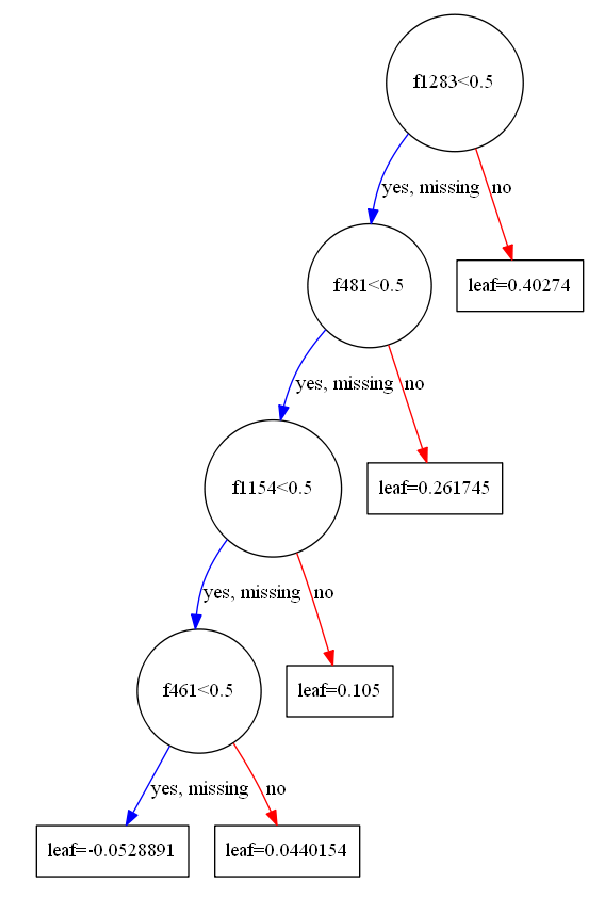 f1283<0.5
yes, missing
no
f481<0.5
leaf=0.40274
yes, missing
no
f1154<0.5
leaf=0.261745
yes, missing
no
f461<0.5
leaf=0.105
yes, missing
no
leaf=-0.0528891
leaf=0.0440154